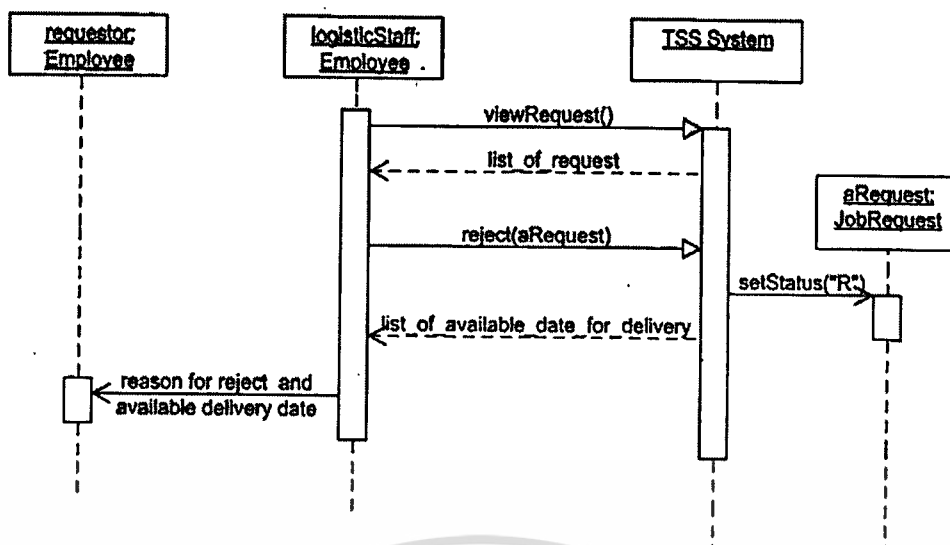 requestor:
Employee
logisticStaff:
Employee
TSS System
viewRequest()
list_of_request
aRequest:
JobRequest
reject(aRequest)
setStatus("R")
list_of_available_date_for_delivery
reason for reject and
available delivery date